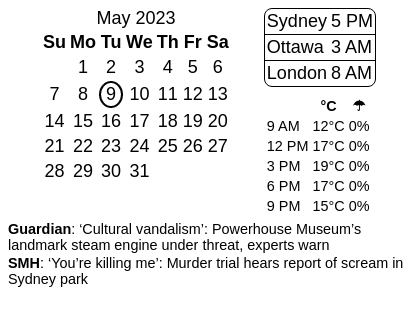 May 2023
Su Mo Tu We Th Fr Sa
1 2 3 4 5 6
7 8 9 10 11 12 13
14 15 16 17 18 19 20
21 22 23 24 25 26 27
28 29 30 31
Sydney 5 PM
Ottawa 3 AM
London 8 AM
°C ☂
9 AM 12°C 0%
12 PM 17°C 0%
3 PM 19°C 0%
6 PM 17°C 0%
9 PM 15°C 0%
Guardian: ‘Cultural vandalism’: Powerhouse Museum’s
landmark steam engine under threat, experts warn
SMH: ‘You’re killing me’: Murder trial hears report of scream in
Sydney park